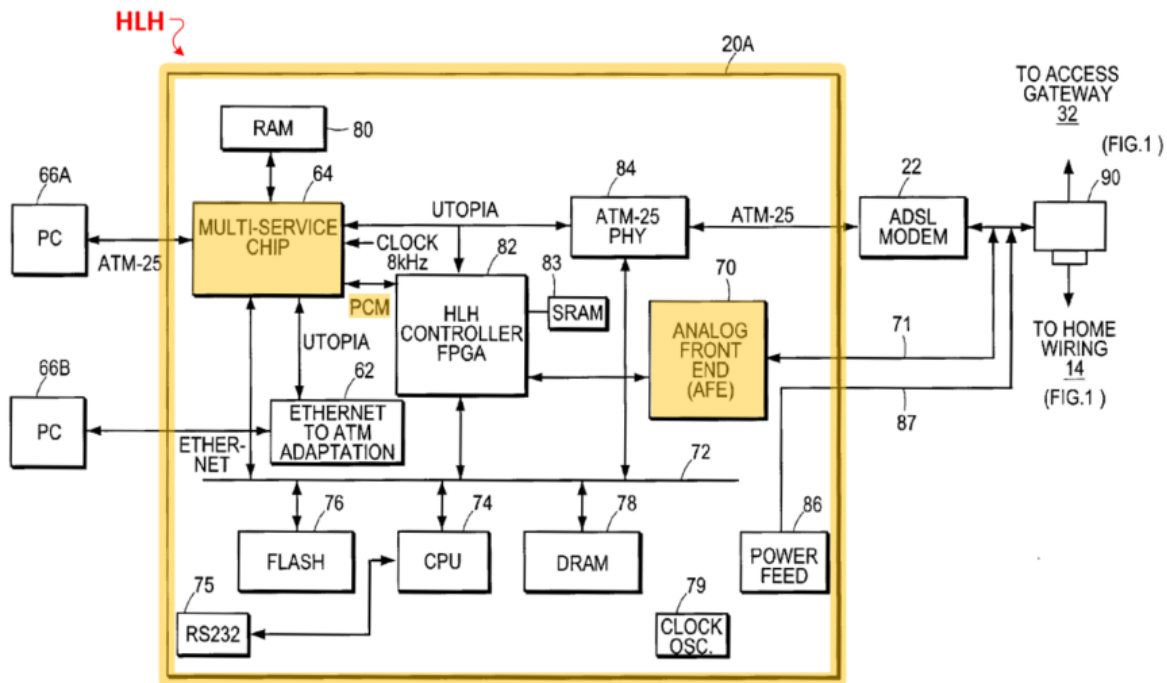 HLH
20A
TO ACCESS
GATEWAY
32
(FIG.1 )
RAM
80
66A
64
84
22
90
PC
MULTI-SERVICE
CHIP
UTOPIA
ATM-25
PHY
ATM-25
ADSL
MODEM
ATM-25
CLOCK
8kHz
82
83
70
PCM
HLH
CONTROLLER
FPGA
SRAM
ANALOG
FRONT
END
(AFE)
71
TO HOME
WIRING
14
(FIG.1 )
UTOPIA
66B
62
87
PC
ETHERNET
TO ATM
ADAPTATION
ETHER-
NET
72
76
74
78
86
FLASH
CPU
DRAM
POWER
FEED
75
79
RS232
CLOCK
OSC.